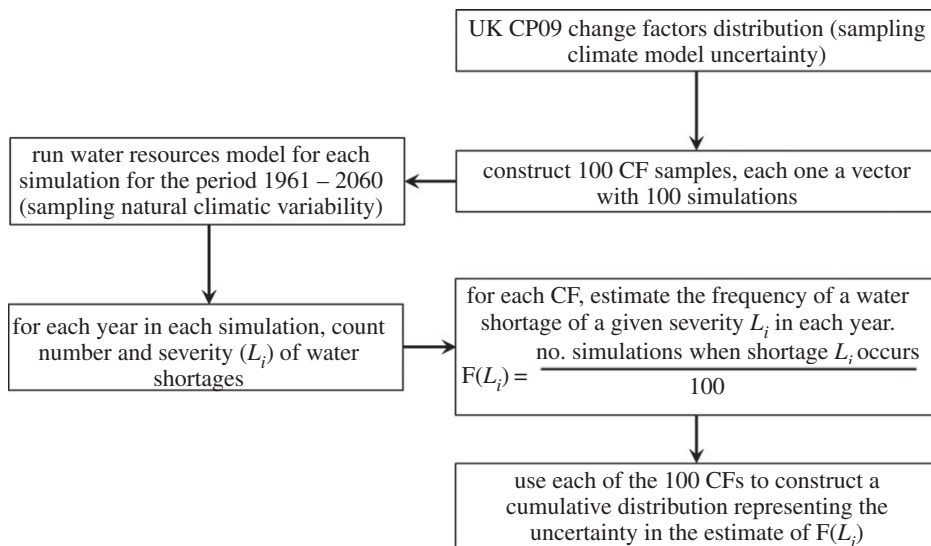 UK CP09 change factors distribution (sampling
climate model uncertainty)
construct 100 CF samples, each one a vector
with 100 simulations
run water resources model for each
simulation for the period 1961 – 2060
(sampling natural climatic variability)
for each year in each simulation, count
number and severity (Lᵢ) of water
shortages
for each CF, estimate the frequency of a water
shortage of a given severity Lᵢ in each year.
no. simulations when shortage Lᵢ occurs
F(Lᵢ) =
100
use each of the 100 CFs to construct a
cumulative distribution representing the
uncertainty in the estimate of F(Lᵢ)